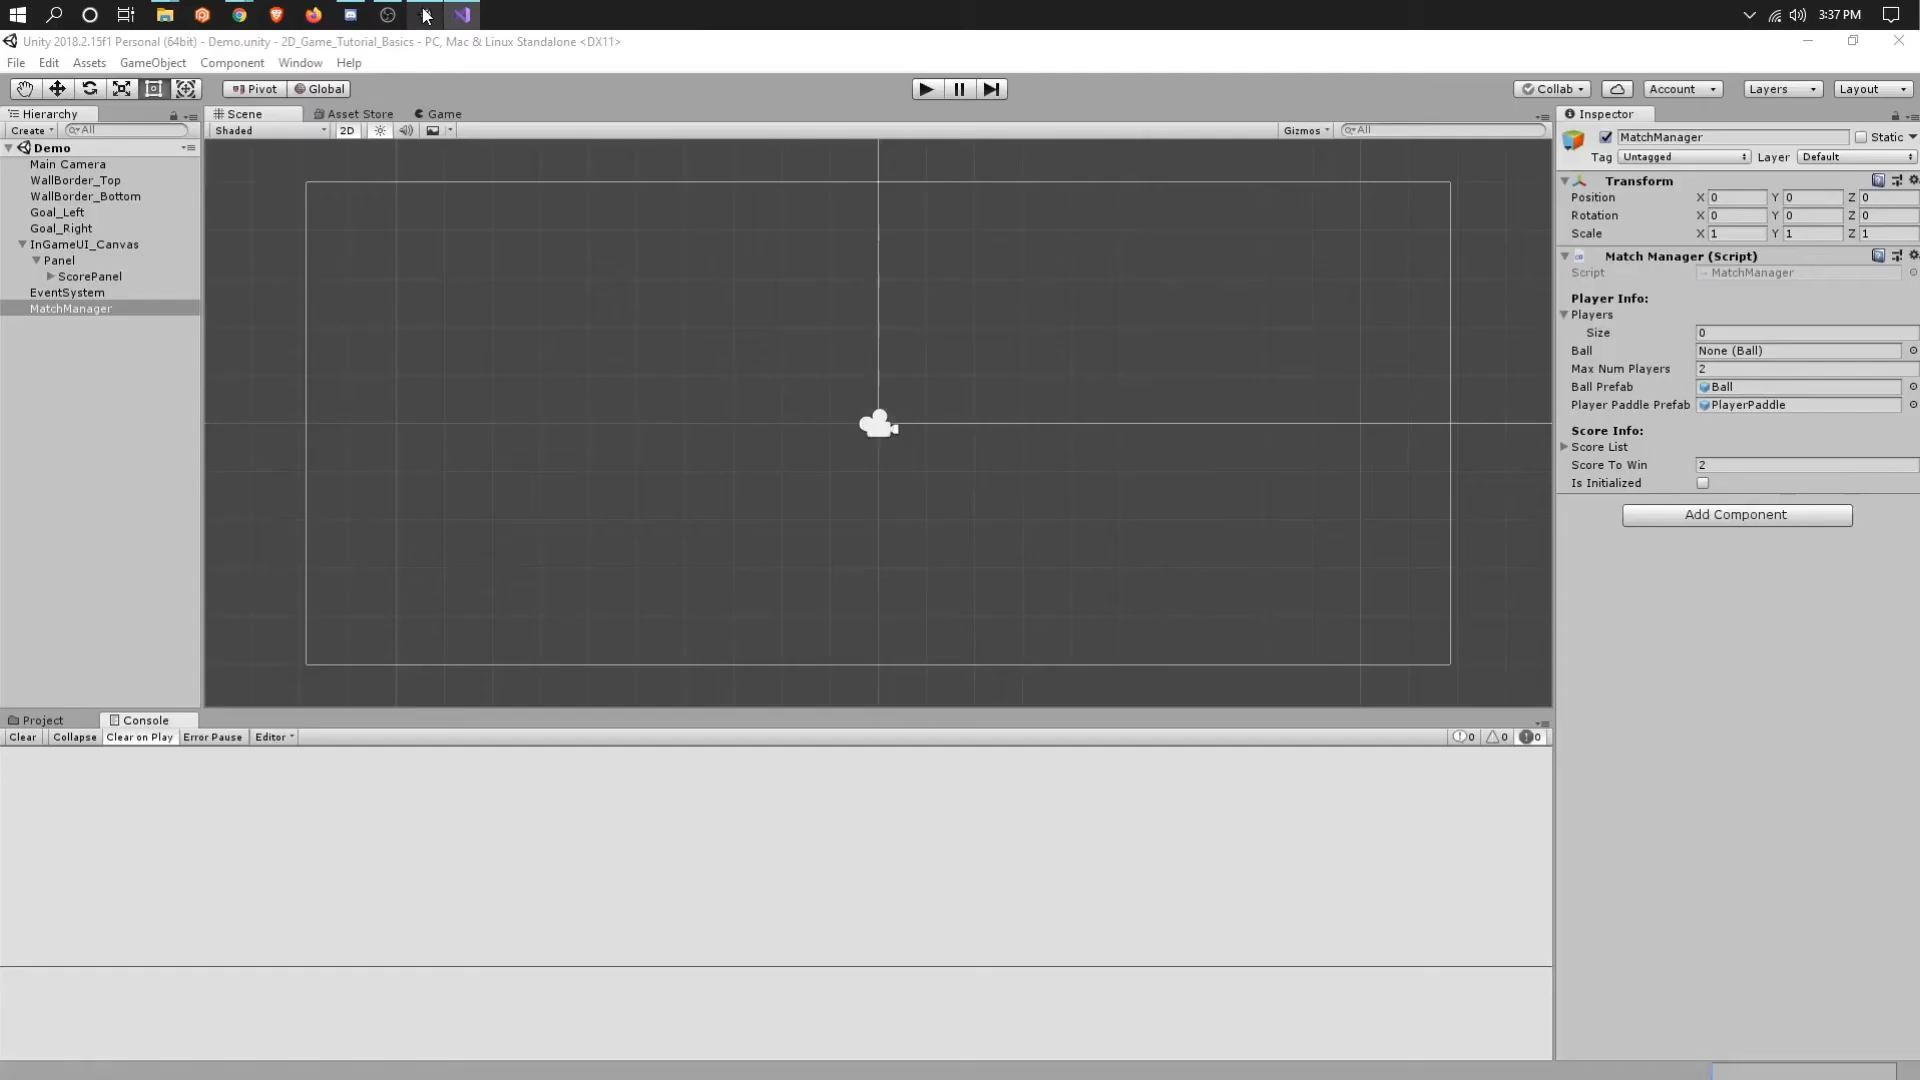 3:37 PM
Unity 2018.2.15f1 Personal (64bit) - Demo.unity - 2D_Game_Tutorial_Basics - PC, Mac & Linux Standalone <DX11>
File Edit Assets GameObject Component Window Help
Pivot Global Collab Account Layers Layout
Hierarchy Scene Asset Store Game Inspector
Create All Shaded 2D Gizmos All
MatchManager Static
Demo
Tag Untagged Layer Default
Main Camera
WallBorder_Top
Transform
WallBorder_Bottom
Position X 0 Y 0 Z 0
Goal_Left
Rotation X 0 Y 0 Z 0
Goal_Right
Scale X 1 Y 1 Z 1
InGameUI_Canvas
Match Manager (Script)
Panel
Script MatchManager
ScorePanel
EventSystem
Player Info:
MatchManager
Players
Size 0
Ball None (Ball)
Max Num Players 2
Ball Prefab Ball
Player Paddle Prefab PlayerPaddle
Score Info:
Score List
Score To Win 2
Is Initialized
Add Component
Project Console
Clear Collapse Clear on Play Error Pause Editor 0 0 0